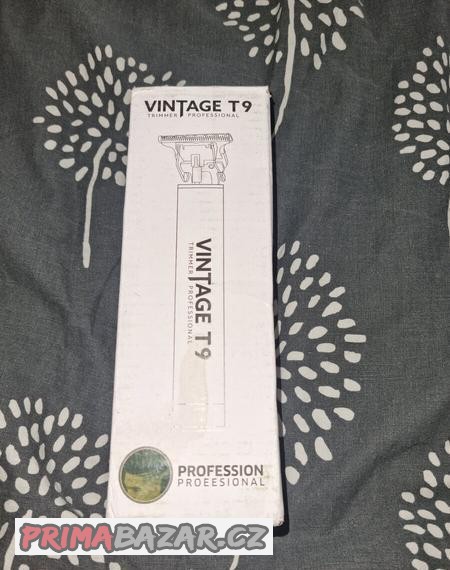 VINTAGE T9
TRIMMER PROFESSIONAL
VINTAGE T9
TRIMMER PROFESSIONAL
PROFESSION
PROEESIONAL
PRIMABAZAR.CZ